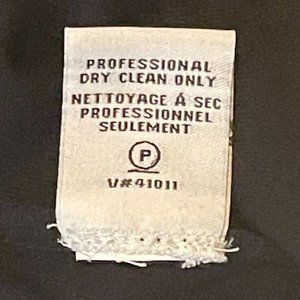 PROFESSIONAL
DRY CLEAN ONLY
NETTOYAGE À SEC
PROFESSIONNEL
SEULEMENT
P
V#41011